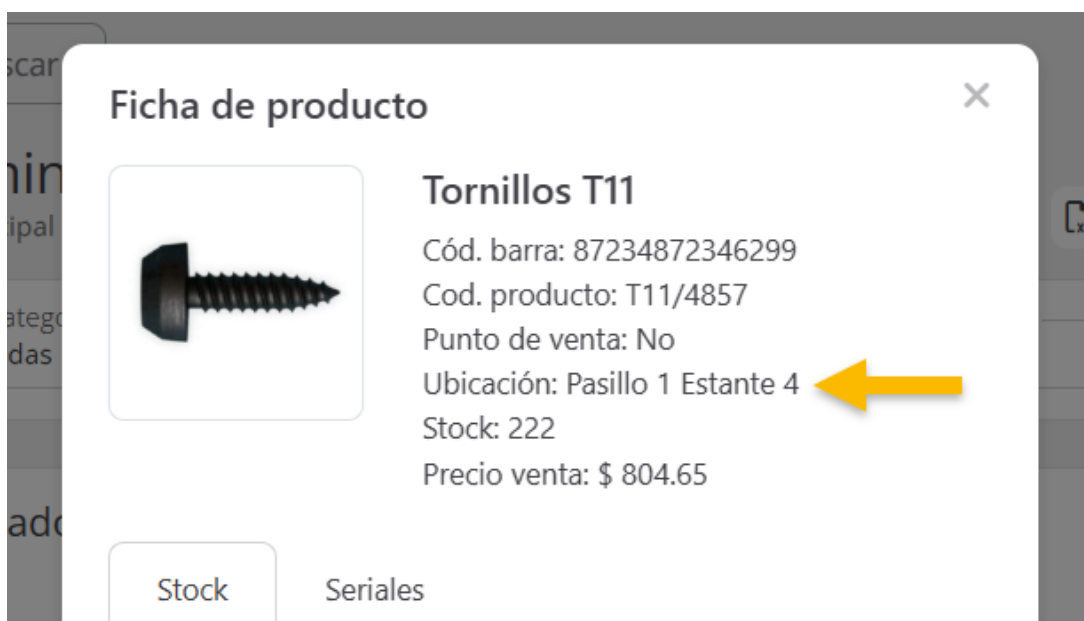 Ficha de producto
Tornillos T11
Cód. barra: 87234872346299
Cod. producto: T11/4857
Punto de venta: No
Ubicación: Pasillo 1 Estante 4
Stock: 222
Precio venta: $ 804.65
Stock
Seriales